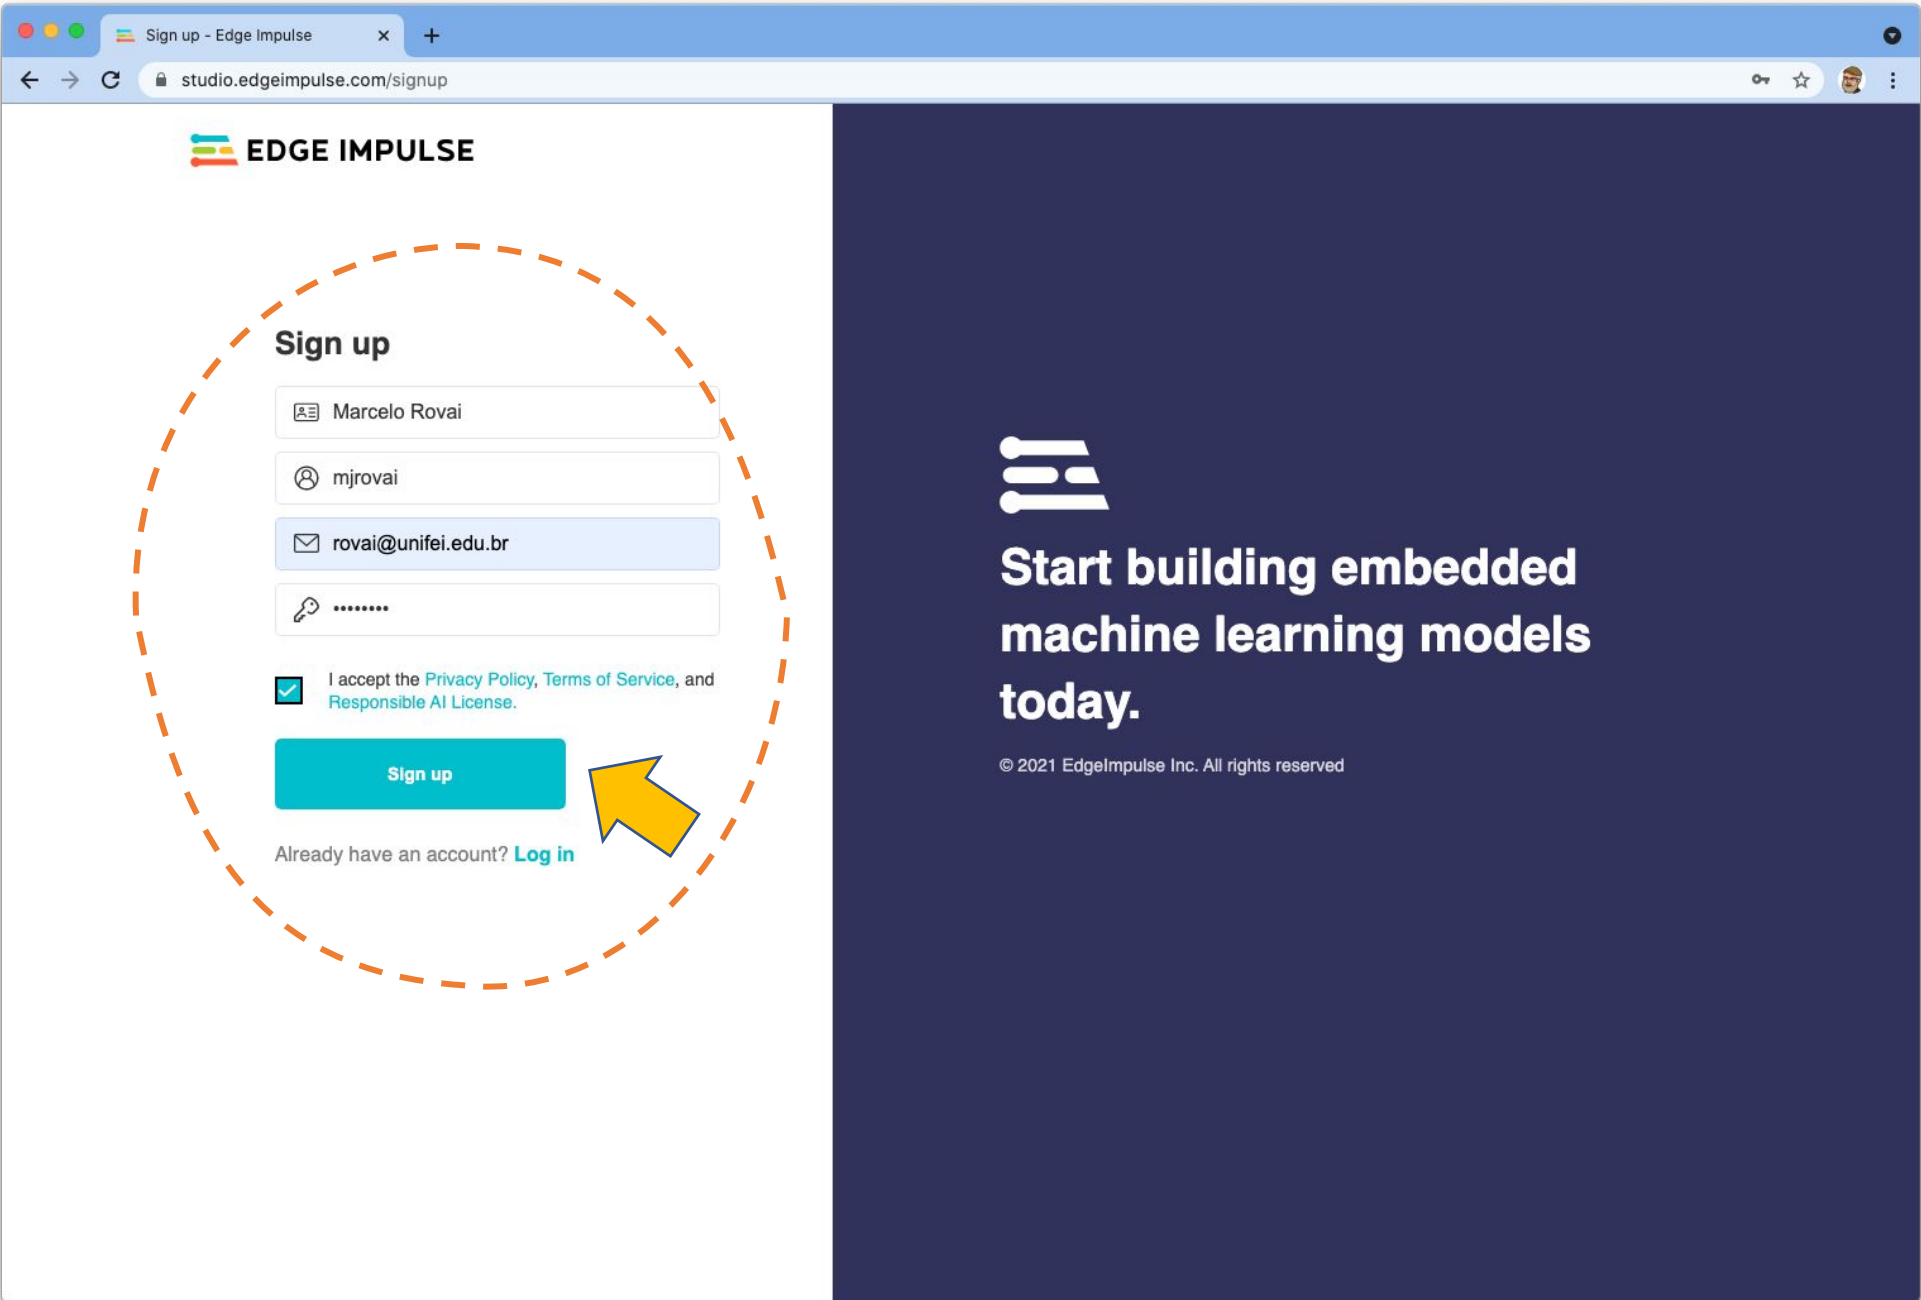 Sign up - Edge Impulse
studio.edgeimpulse.com/signup
EDGE IMPULSE
Sign up
Marcelo Rovai
mjrovai
rovai@unifei.edu.br
••••••••
I accept the Privacy Policy, Terms of Service, and
Responsible AI License.
Sign up
Already have an account? Log in
Start building embedded
machine learning models
today.
© 2021 EdgeImpulse Inc. All rights reserved